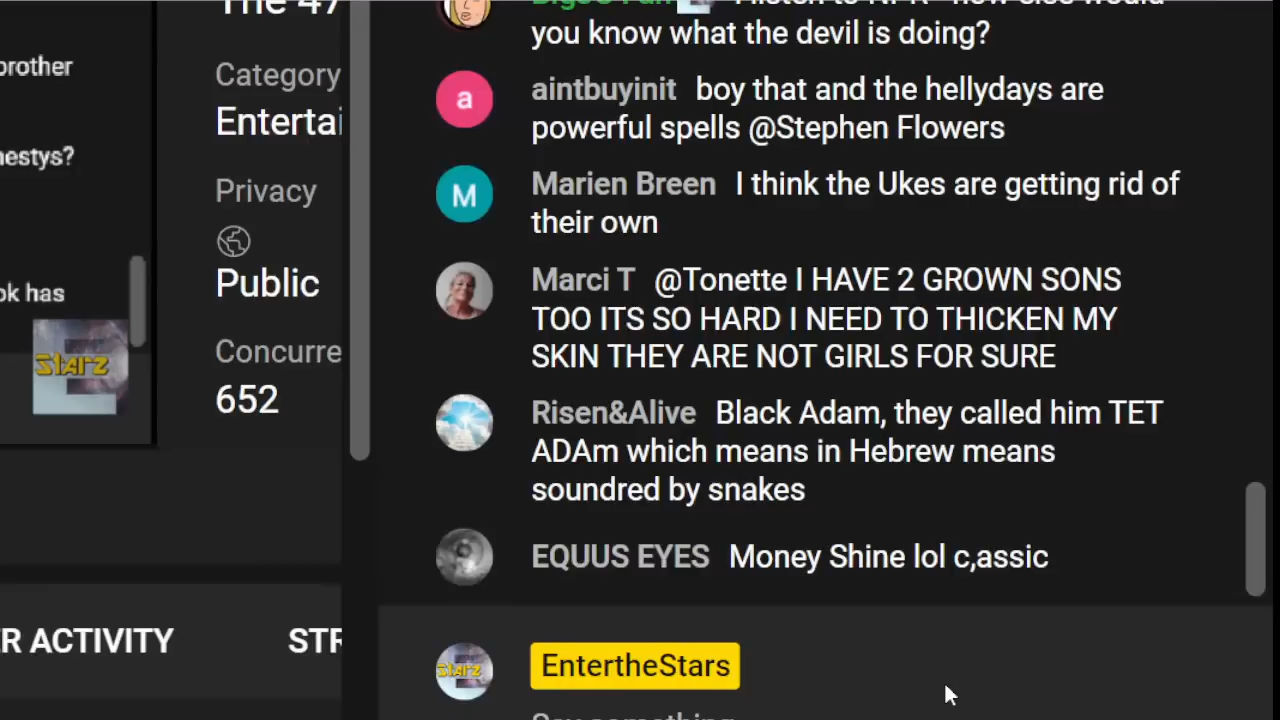 The 47
brother
Category
Enterta
nestys?
Privacy
Public
ok has
Starz
Concurre
652
R ACTIVITY
STR
you know what the devil is doing?
a
aintbuyinit boy that and the hellydays are
powerful spells @Stephen Flowers
M
Marien Breen I think the Ukes are getting rid of
their own
Marci T @Tonette I HAVE 2 GROWN SONS
TOO ITS SO HARD I NEED TO THICKEN MY
SKIN THEY ARE NOT GIRLS FOR SURE
Risen&Alive Black Adam, they called him TET
ADAm which means in Hebrew means
soundred by snakes
EQUUS EYES Money Shine lol c,assic
Starz
EntertheStars